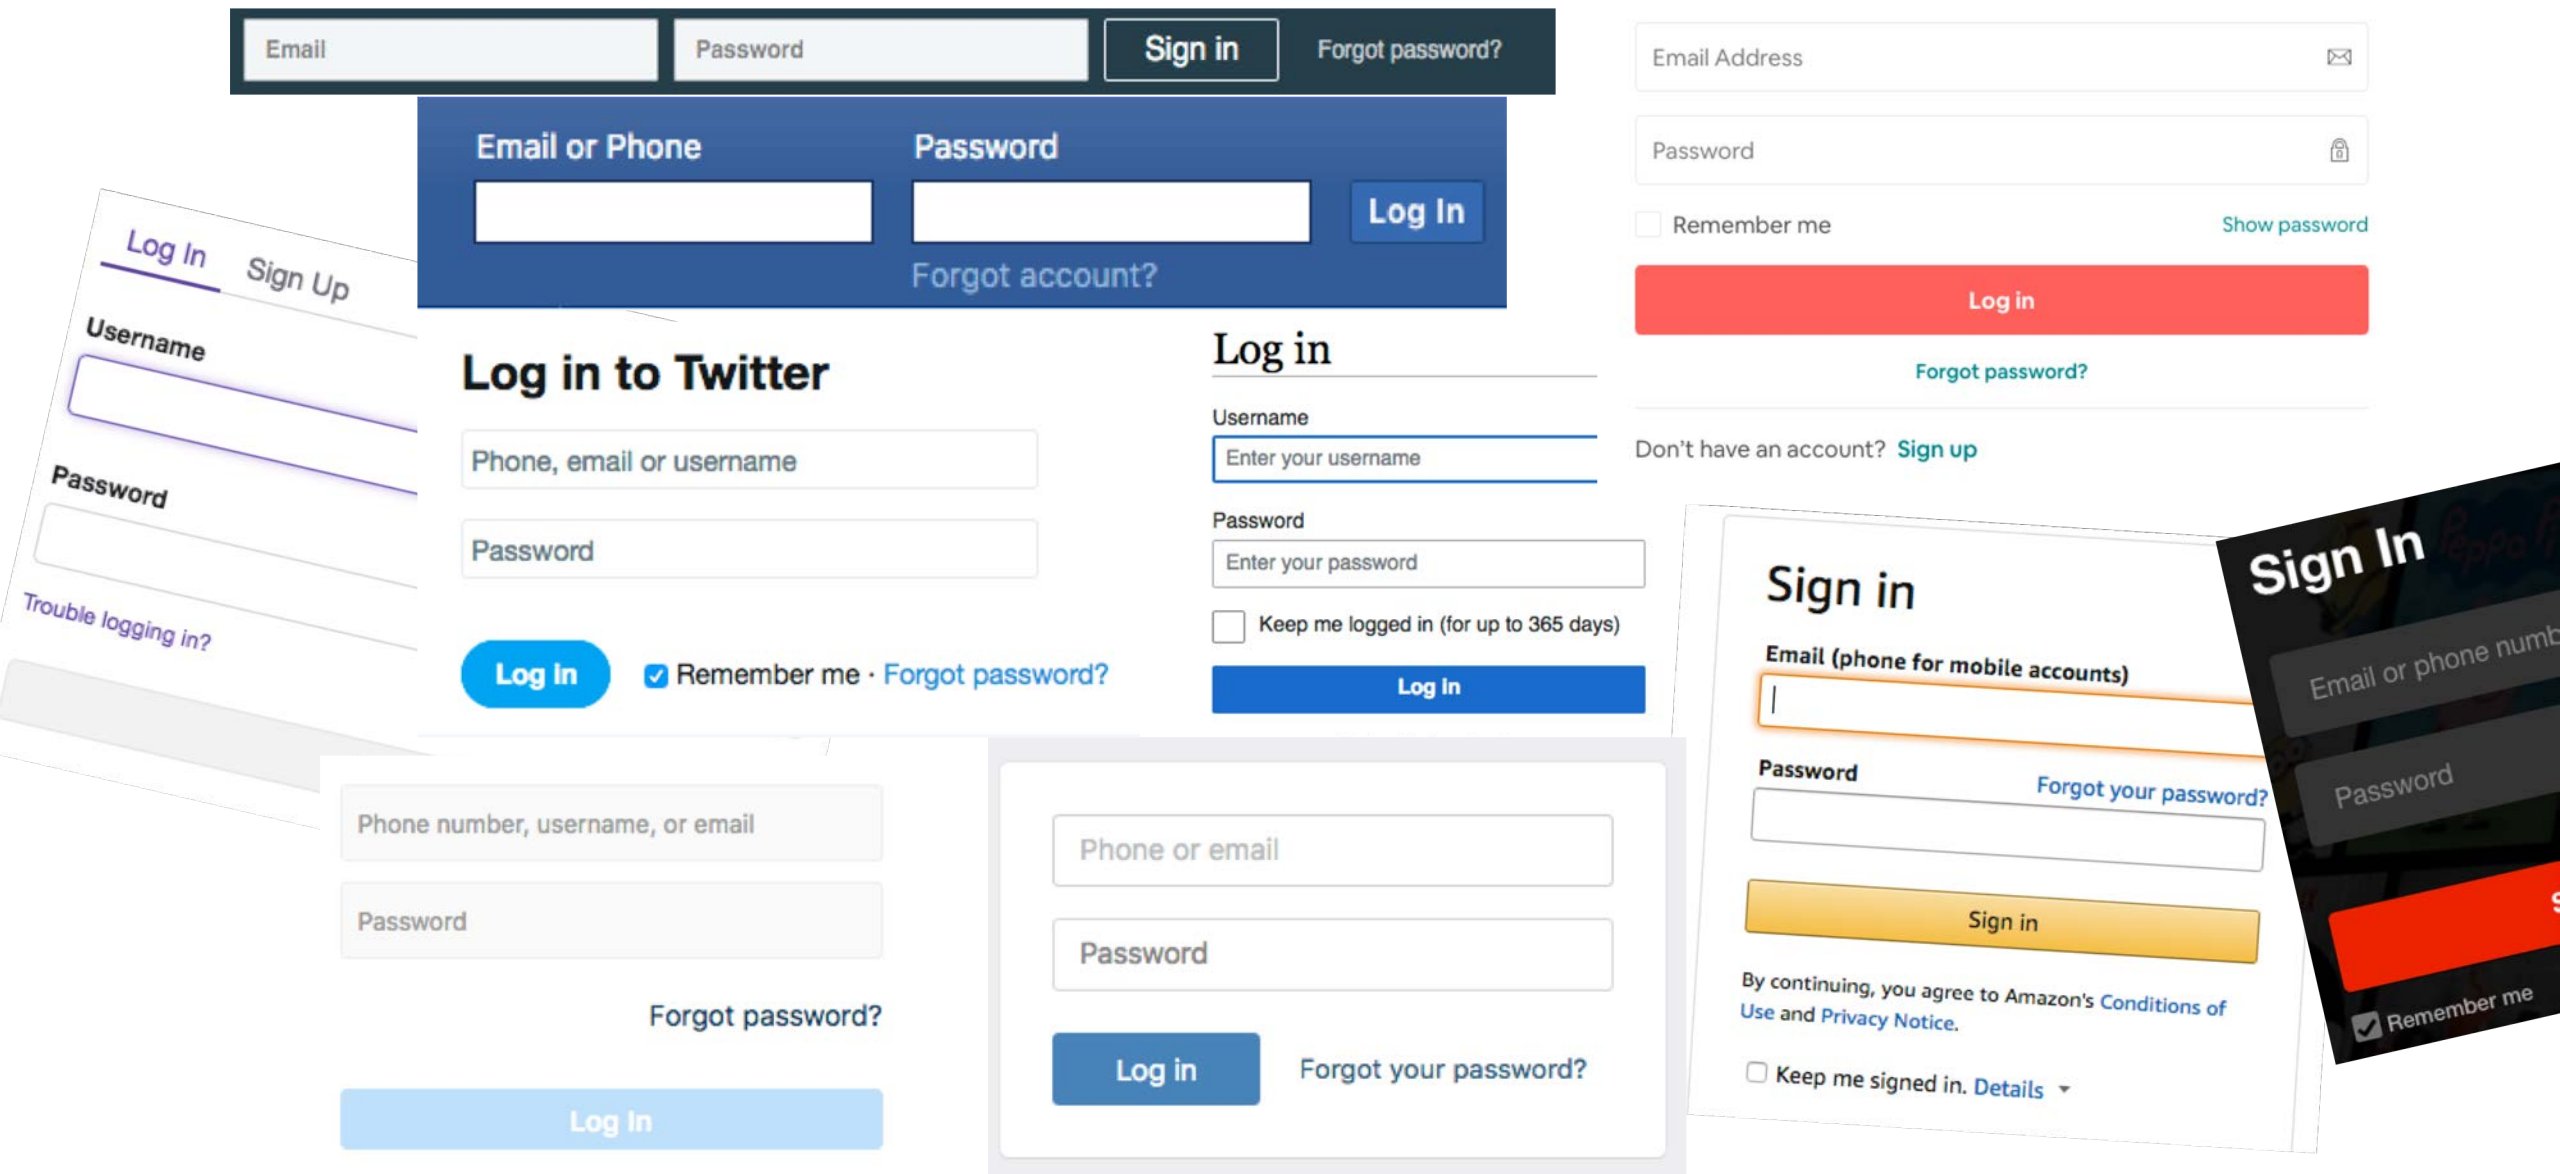 Email Password Sign in Forgot password?
Email or Phone Password
Log In
Forgot account?
Log In Sign Up
Username
Password
Trouble logging in?
Log in to Twitter
Phone, email or username
Password
Log in Remember me · Forgot password?
Log in
Username
Enter your username
Password
Enter your password
Keep me logged in (for up to 365 days)
Log in
Email Address
Password
Remember me Show password
Log in
Forgot password?
Don't have an account? Sign up
Phone number, username, or email
Password
Forgot password?
Log In
Phone or email
Password
Log in Forgot your password?
Sign in
Email (phone for mobile accounts)
Password Forgot your password?
Sign in
By continuing, you agree to Amazon's Conditions of
Use and Privacy Notice.
Keep me signed in. Details
Sign In
Email or phone
Password
Remember me